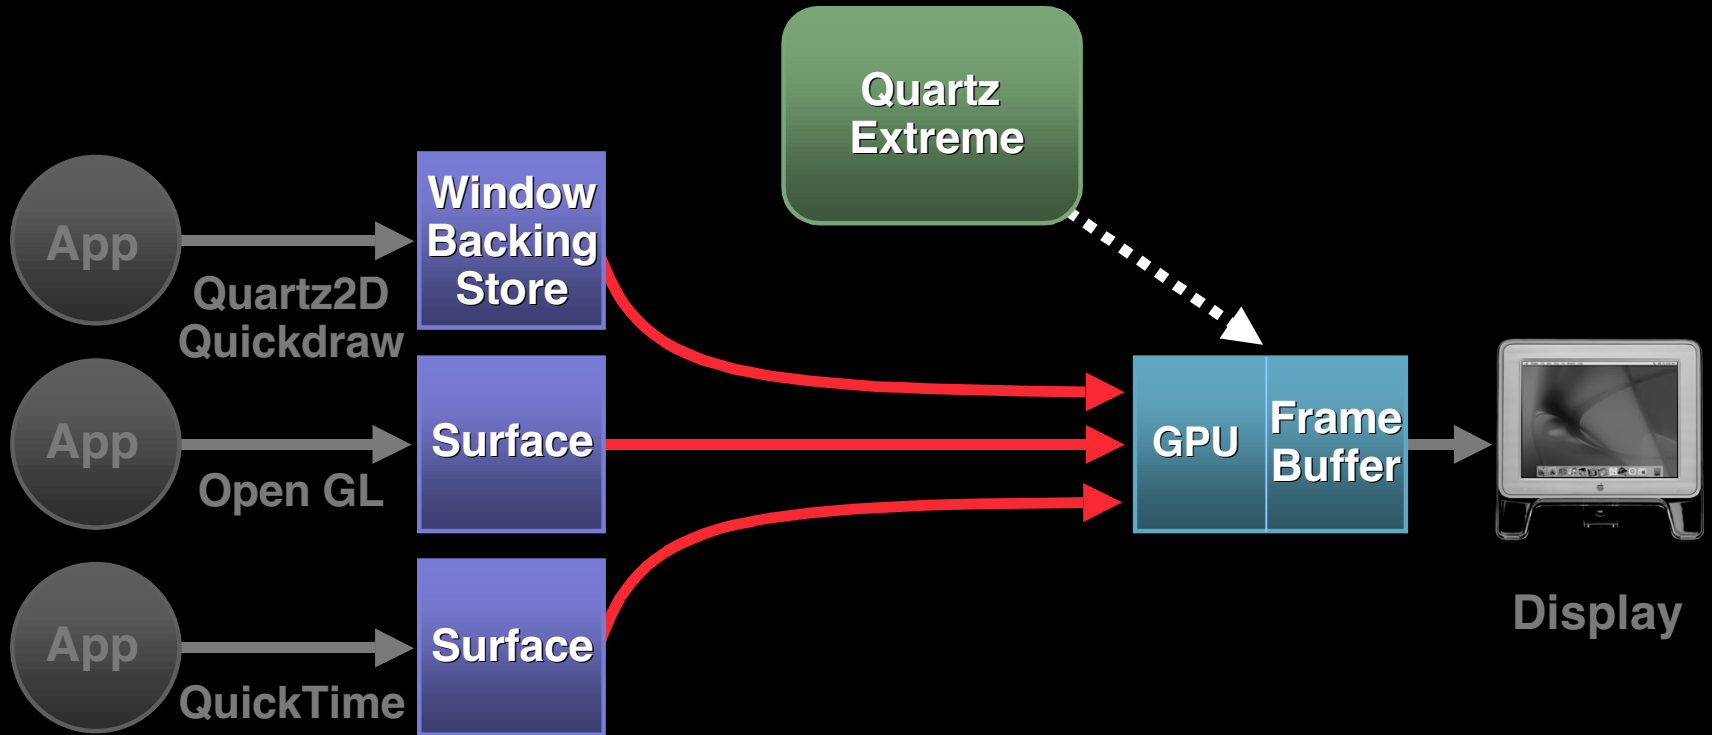 Quartz
Extreme
App
Window
Backing
Store
Quartz2D
Quickdraw
App
Surface
Open GL
GPU
Frame
Buffer
Display
App
Surface
QuickTime